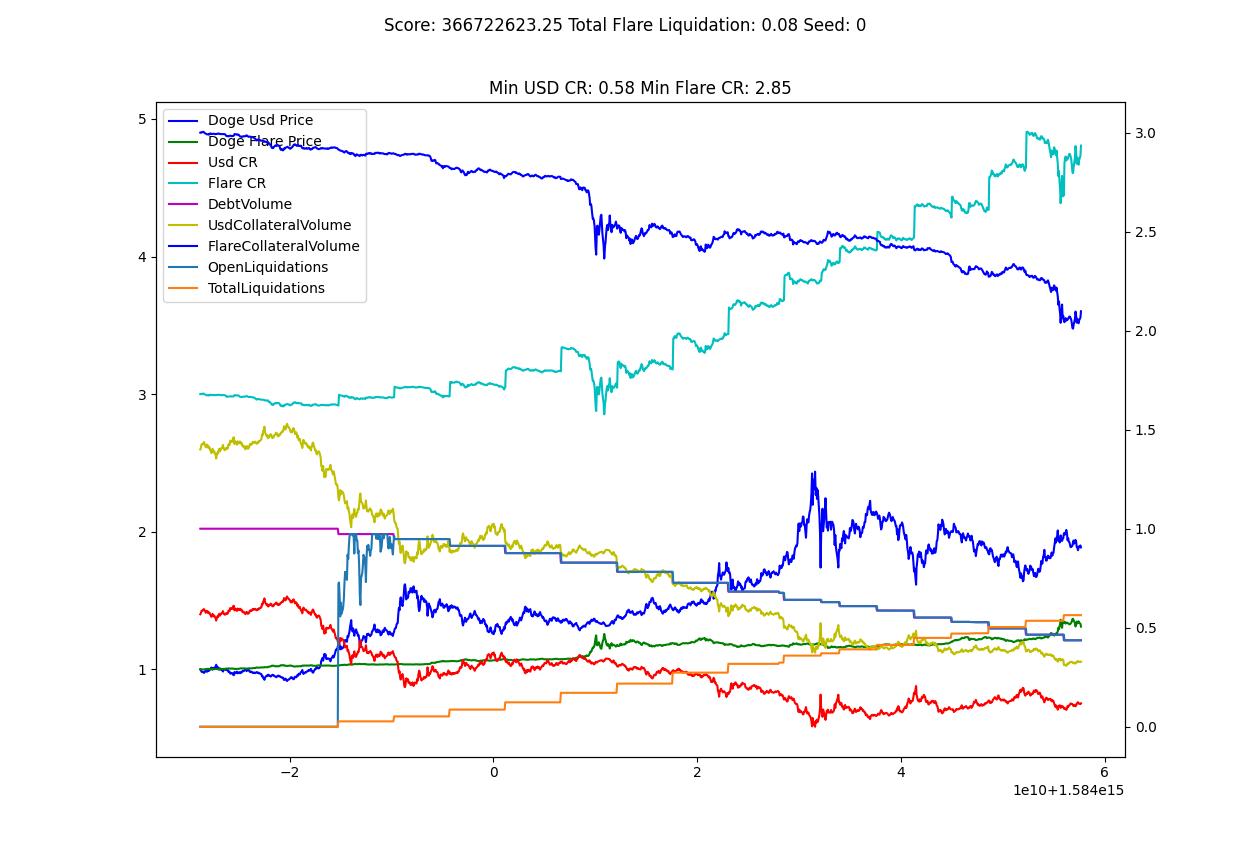 Score: 366722623.25 Total Flare Liquidation: 0.08 Seed: 0
Min USD CR: 0.58 Min Flare CR: 2.85
Doge Usd Price
Doge Flare Price
Usd CR
Flare CR
DebtVolume
UsdCollateralVolume
FlareCollateralVolume
OpenLiquidations
TotalLiquidations
5
4
3
2
1
3.0
2.5
2.0
1.5
1.0
0.5
0.0
−2
0
2
4
6
1e10+1.584e15